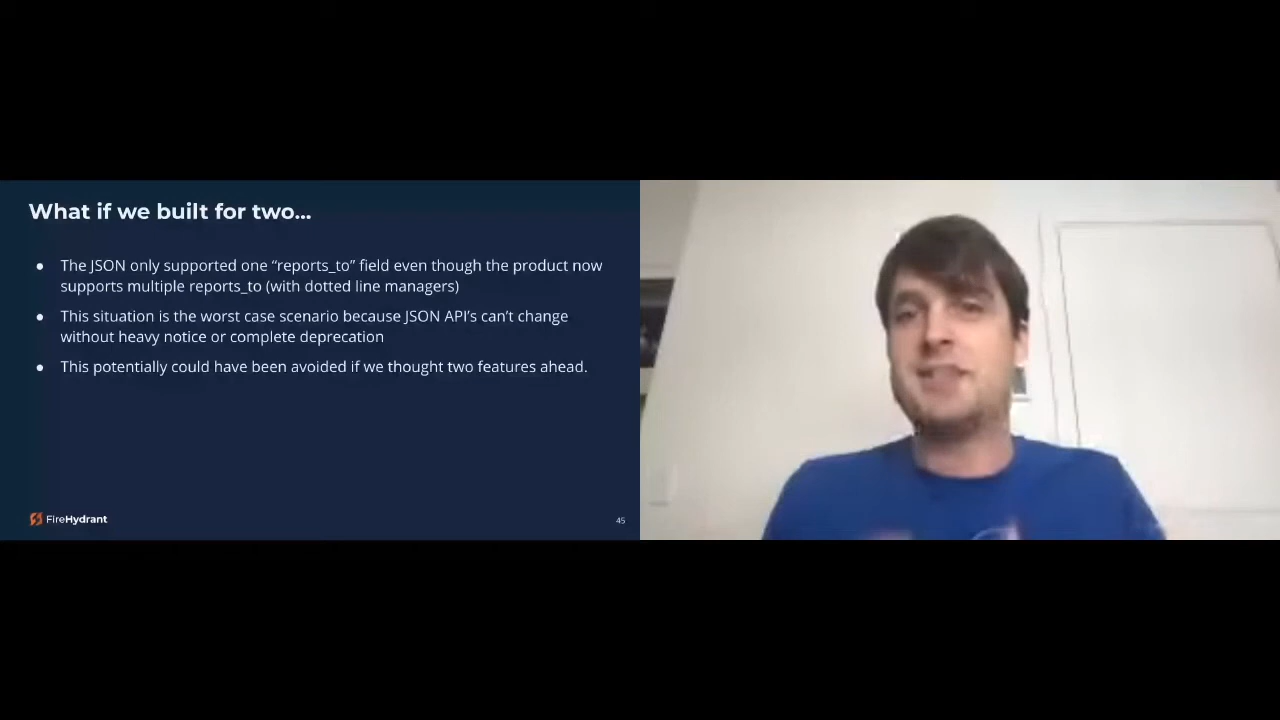 What if we built for two...
● The JSON only supported one “reports_to” field even though the product now
supports multiple reports_to (with dotted line managers)
● This situation is the worst case scenario because JSON API’s can’t change
without heavy notice or complete deprecation
● This potentially could have been avoided if we thought two features ahead.
FireHydrant
45